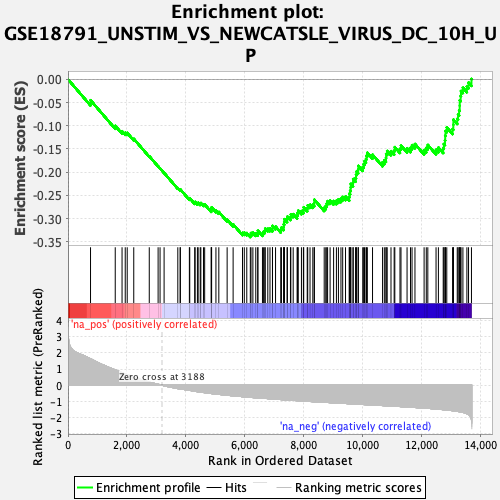 Enrichment plot:
GSE18791_UNSTIM_VS_NEWCATSLE_VIRUS_DC_10H_U
P
Enrichment score (ES)
0.00
-0.05
-0.10
-0.15
-0.20
-0.25
-0.30
-0.35
'na_pos' (positively correlated)
Ranked list metric (PreRanked)
4
3
2
1
0
-1
-2
-3
Zero cross at 3188
'na_neg' (negatively correlated)
0
2,000
4,000
6,000
8,000
10,000
12,000
14,000
Rank in Ordered Dataset
Enrichment profile
Hits
Ranking metric scores